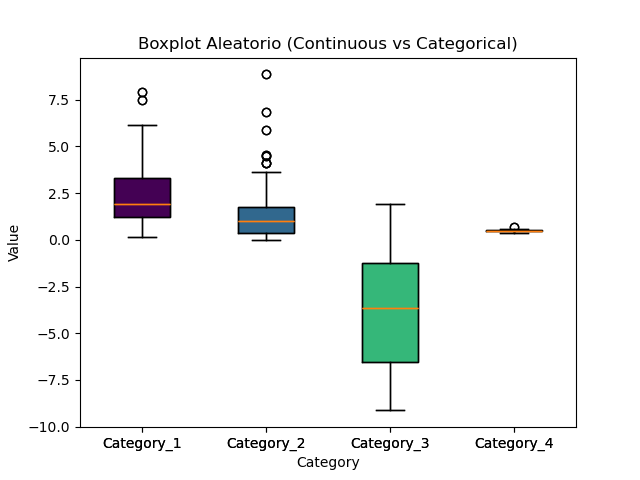 Boxplot Aleatorio (Continuous vs Categorical)
7.5
5.0
2.5
0.0
−2.5
−5.0
−7.5
−10.0
Value
Category_1 Category_2 Category_3 Category_4
Category